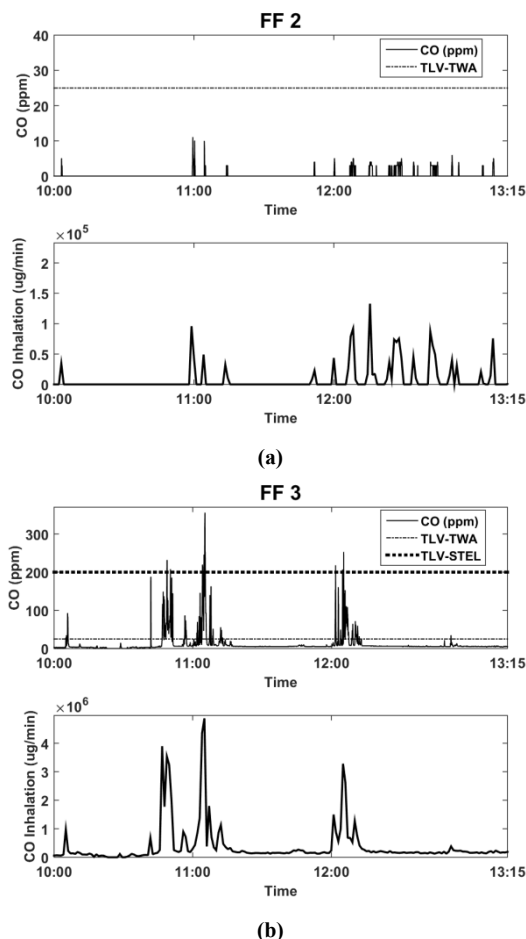 FF 2
40
30
20
10
0
CO (ppm)
CO (ppm)
TLV-TWA
10:00 11:00 12:00 13:15
Time
×10⁵
2
1.5
1
0.5
0
CO Inhalation (ug/min)
10:00 11:00 12:00 13:15
Time
(a)
FF 3
300
200
100
0
CO (ppm)
CO (ppm)
TLV-TWA
TLV-STEL
10:00 11:00 12:00 13:15
Time
×10⁶
4
3
2
1
0
CO Inhalation (ug/min)
10:00 11:00 12:00 13:15
Time
(b)